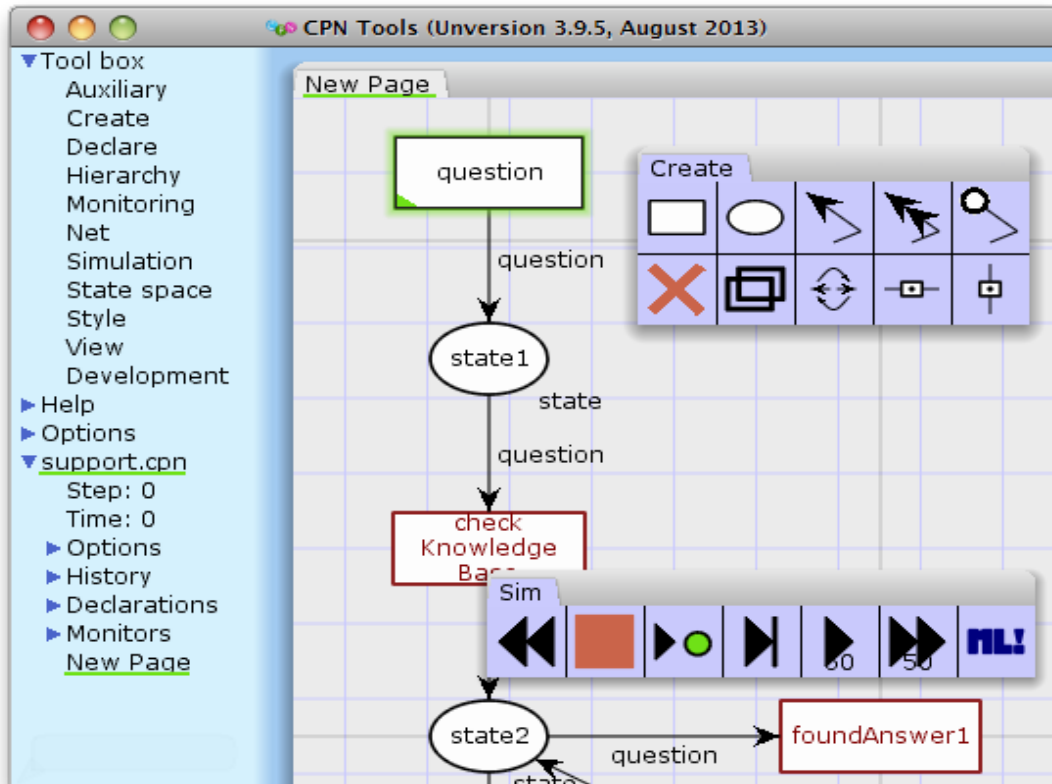 CPN Tools (Unversion 3.9.5, August 2013)
Tool box
Auxiliary
Create
Declare
Hierarchy
Monitoring
Net
Simulation
State space
Style
View
Development
Help
Options
support.cpn
Step: 0
Time: 0
Options
History
Declarations
Monitors
New Page
New Page
question
question
state1
state
question
check
Knowledge
Base
Create
Sim
50
ML!
state2
question
foundAnswer1
state